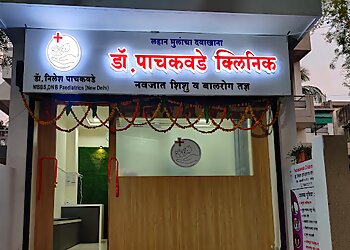 लहान मुलांचा दवाखाना
डॉ. पाचकवडे क्लिनिक
डॉ. निलेश पाचकवडे
MBBS,DNB Paediatrics (New Delhi)
नवजात शिशु व बालरोग तज्ञ